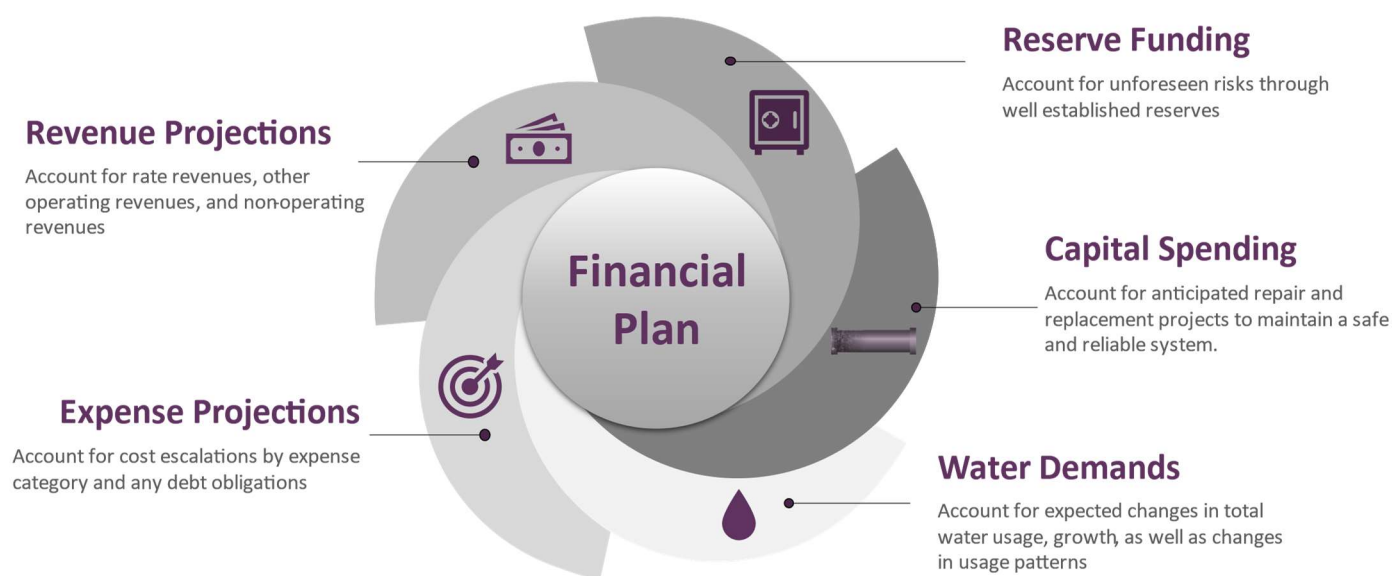 Reserve Funding
Account for unforeseen risks through
well established reserves
Revenue Projections
Account for rate revenues, other
operating revenues, and non-operating
revenues
Financial
Plan
Capital Spending
Account for anticipated repair and
replacement projects to maintain a safe
and reliable system.
Expense Projections
Account for cost escalations by expense
category and any debt obligations
Water Demands
Account for expected changes in total
water usage, growth, as well as changes
in usage patterns